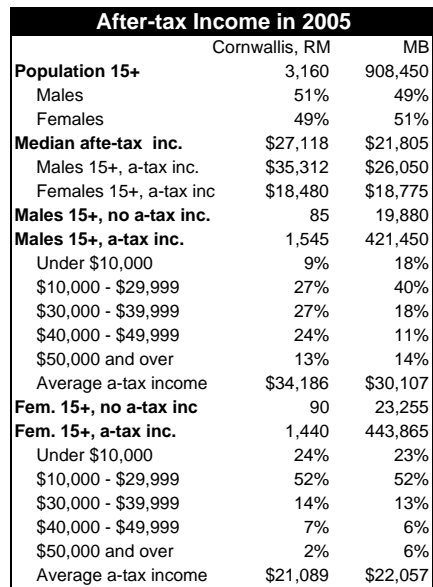 After-tax Income in 2005
Cornwallis, RM MB
Population 15+ 3,160 908,450
Males 51% 49%
Females 49% 51%
Median afte-tax inc. $27,118 $21,805
Males 15+, a-tax inc. $35,312 $26,050
Females 15+, a-tax inc $18,480 $18,775
Males 15+, no a-tax inc. 85 19,880
Males 15+, a-tax inc. 1,545 421,450
Under $10,000 9% 18%
$10,000 - $29,999 27% 40%
$30,000 - $39,999 27% 18%
$40,000 - $49,999 24% 11%
$50,000 and over 13% 14%
Average a-tax income $34,186 $30,107
Fem. 15+, no a-tax inc 90 23,255
Fem. 15+, a-tax inc. 1,440 443,865
Under $10,000 24% 23%
$10,000 - $29,999 52% 52%
$30,000 - $39,999 14% 13%
$40,000 - $49,999 7% 6%
$50,000 and over 2% 6%
Average a-tax income $21,089 $22,057